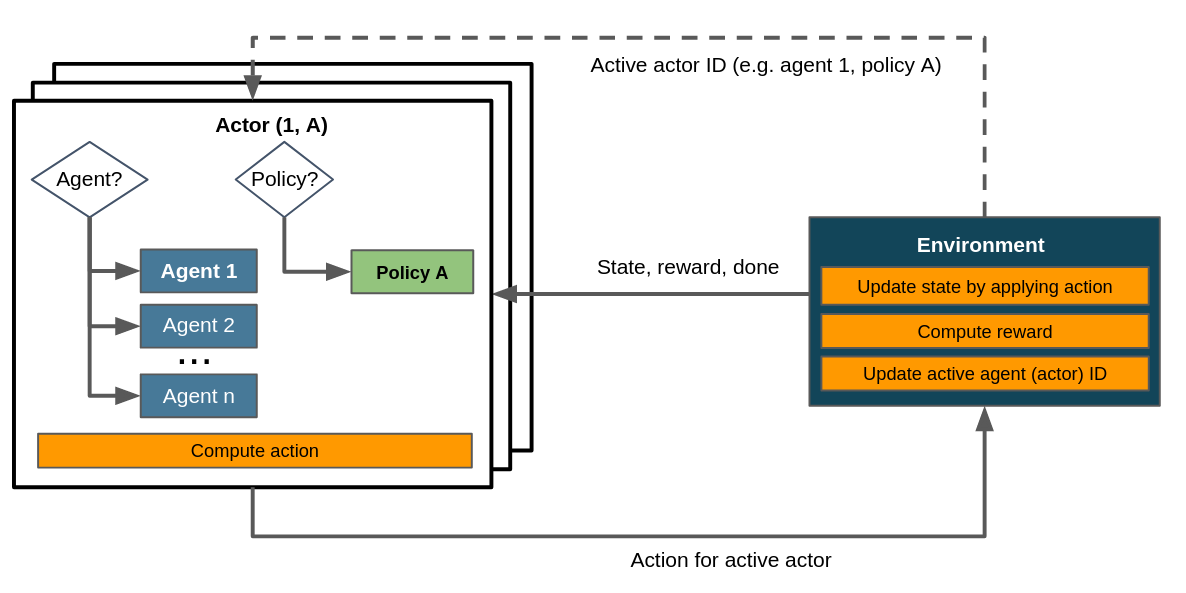 Active actor ID (e.g. agent 1, policy A)
Actor (1, A)
Agent?
Policy?
Agent 1
Policy A
Agent 2
...
Agent n
Compute action
State, reward, done
Environment
Update state by applying action
Compute reward
Update active agent (actor) ID
Action for active actor